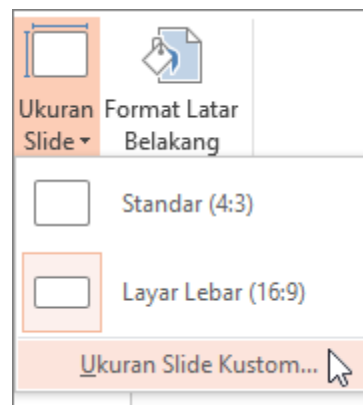 Ukuran Format Latar
Slide Belakang
Standar (4:3)
Layar Lebar (16:9)
Ukuran Slide Kustom...